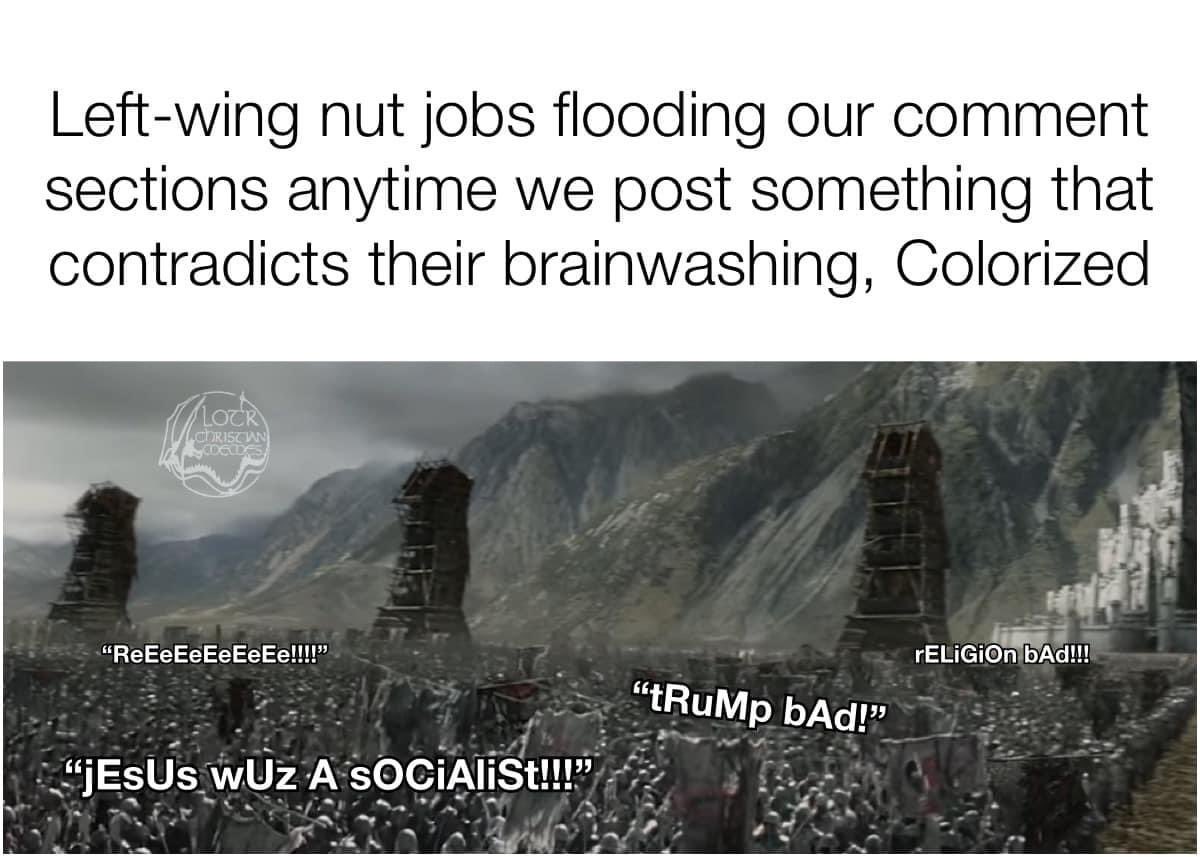 Left-wing nut jobs flooding our comment
sections anytime we post something that
contradicts their brainwashing, Colorized
LOTR
CHRISTIAN
MEMES
“ReEeEeEeEeEe!!!!”
rELiGiOn bAd!!!
“tRuMp bAd!”
“jEsUs wUz A sOCiAliSt!!!”